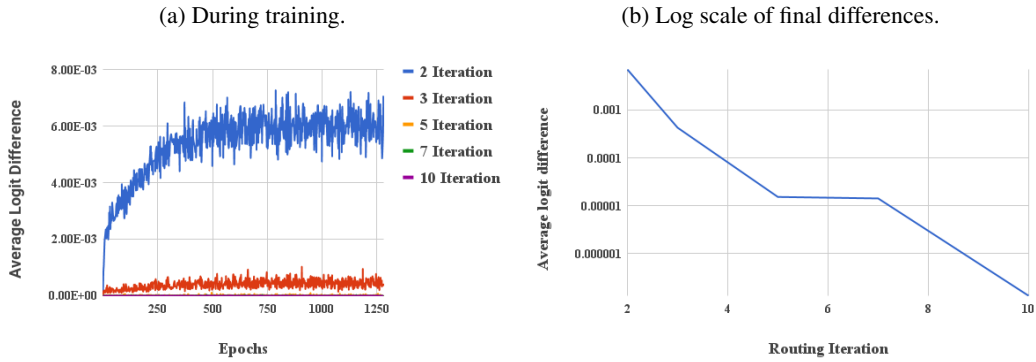 (a) During training.
8.00E-03
6.00E-03
4.00E-03
2.00E-03
0.00E+00
Average Logit Difference
250
500
750
1000
1250
Epochs
2 Iteration
3 Iteration
5 Iteration
7 Iteration
10 Iteration
(b) Log scale of final differences.
0.001
0.0001
0.00001
0.000001
Average logit difference
2
4
6
8
10
Routing Iteration